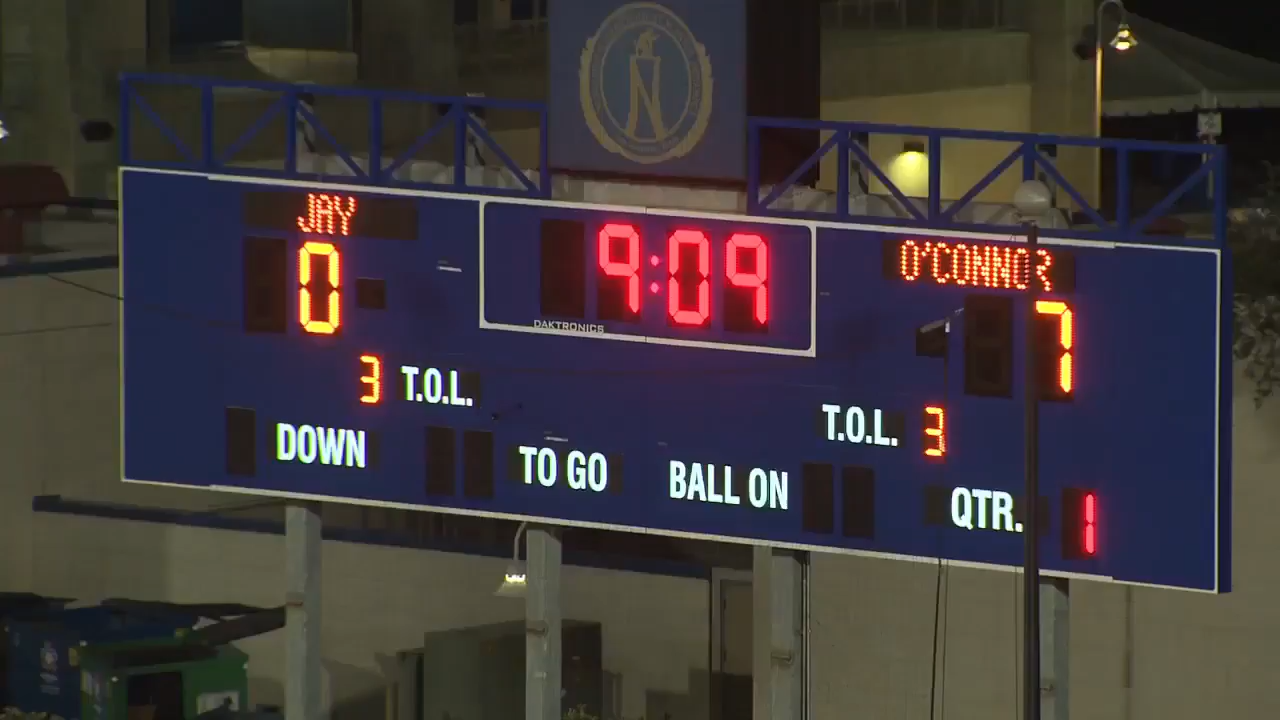 N
JAY
0
9:09
O'CONNOR
7
DAKTRONICS
3 T.O.L.
T.O.L. 3
DOWN
TO GO
BALL ON
QTR. 1